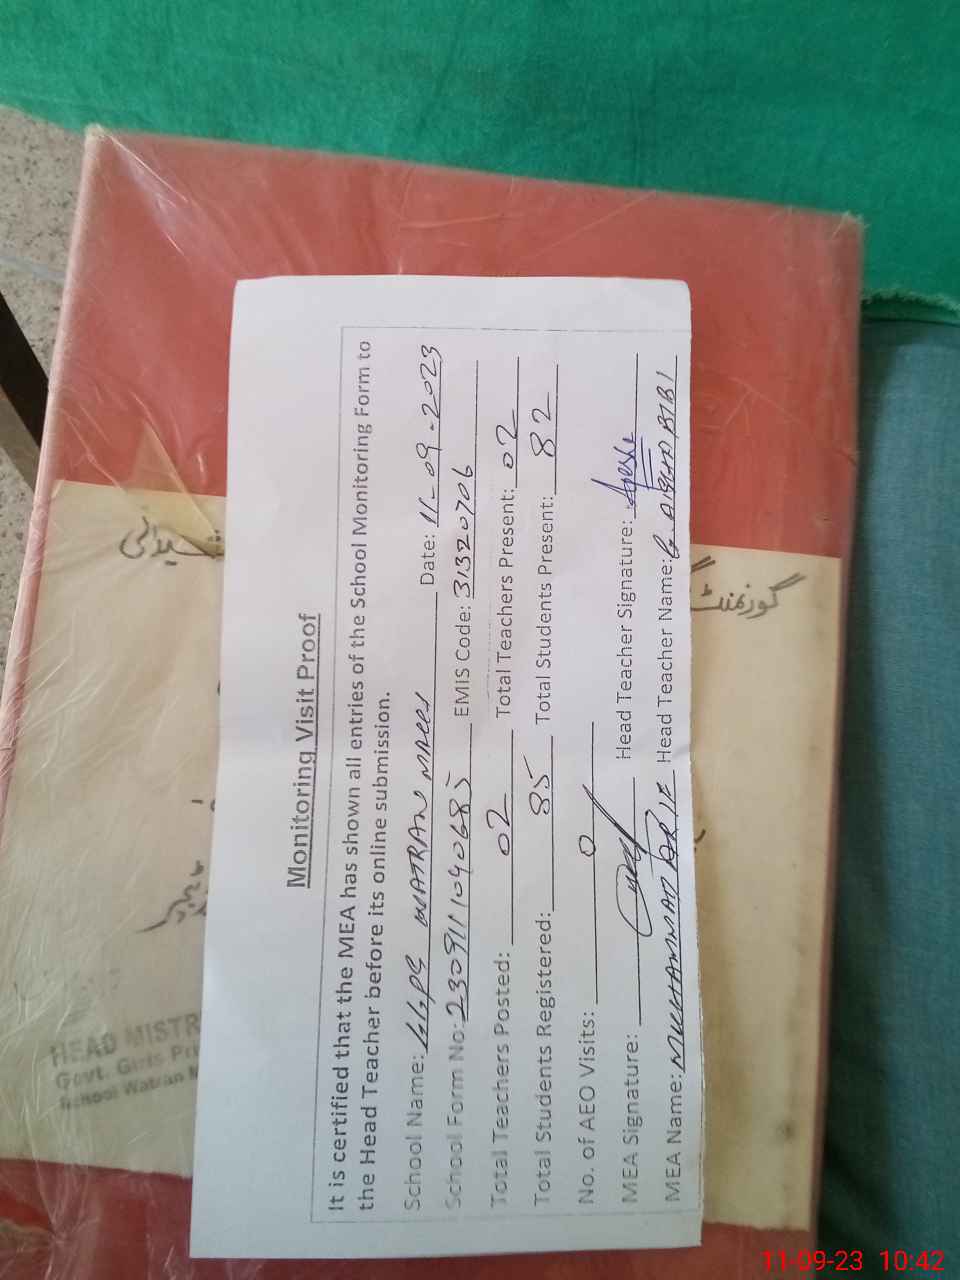 Monitoring Visit Proof
It is certified that the MEA has shown all entries of the School Monitoring Form to
the Head Teacher before its online submission.
School Name: GGPS WATRAN Date: 11-09-2023
School Form No: 2309111040685 EMIS Code: 31320706
Total Teachers Posted: 02 Total Teachers Present: 02
Total Students Registered: 85 Total Students Present: 82
No. of AEO Visits: 0
MEA Signature: Head Teacher Signature:
MEA Name: MUHAMMAD Head Teacher Name: AISHA BIBI
گورنمنٹ
HEAD MISTR
Govt. Girls Pri
School Watran M
11-09-23 10:42